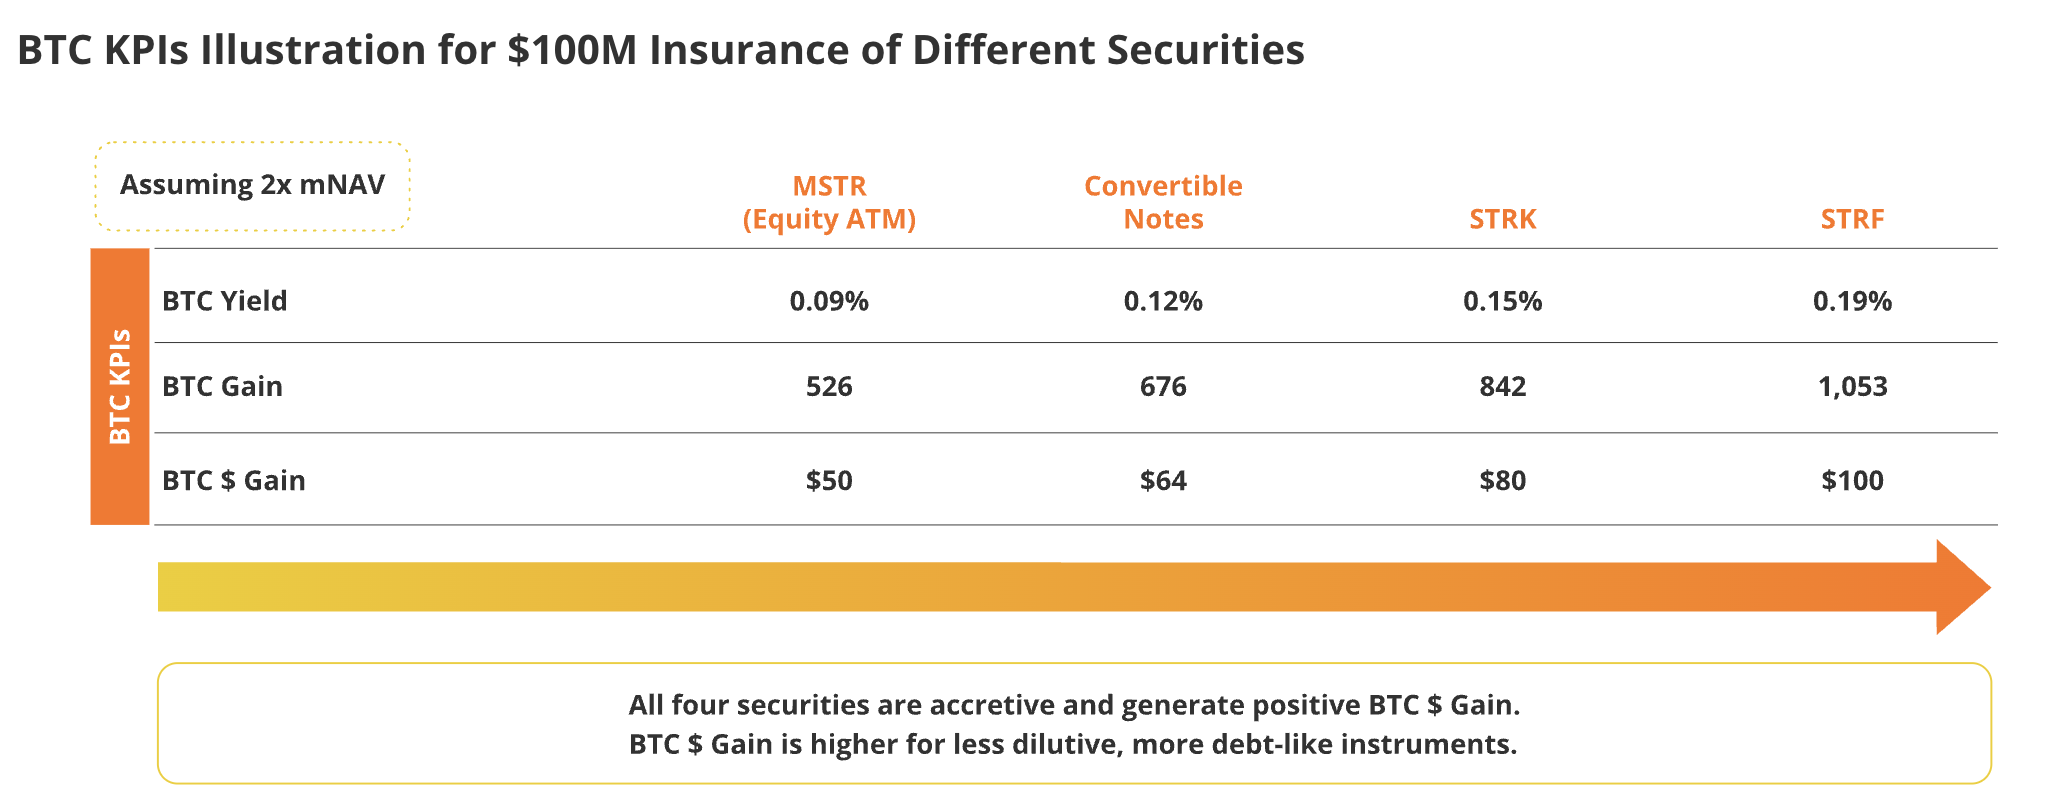 BTC KPIs Illustration for $100M Insurance of Different Securities
Assuming 2x mNAV
MSTR
(Equity ATM)
Convertible
Notes
STRK
STRF
BTC KPIs
BTC Yield 0.09% 0.12% 0.15% 0.19%
BTC Gain 526 676 842 1,053
BTC $ Gain $50 $64 $80 $100
All four securities are accretive and generate positive BTC $ Gain.
BTC $ Gain is higher for less dilutive, more debt-like instruments.